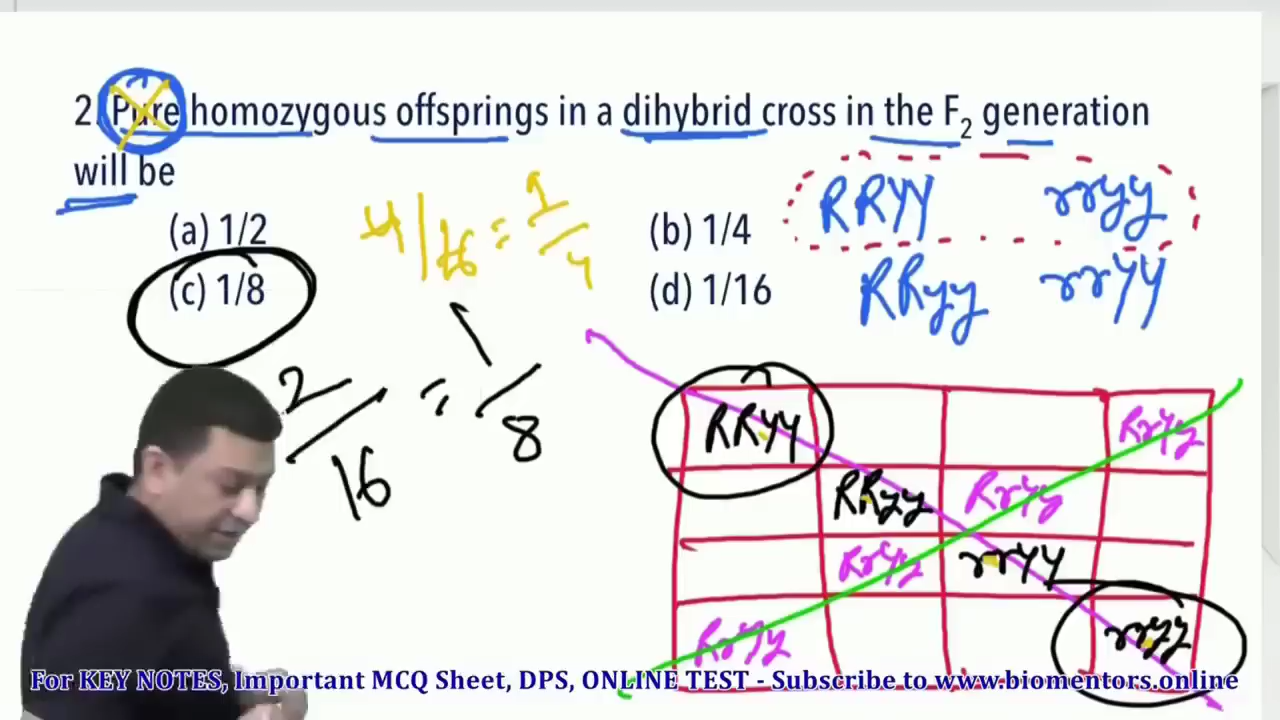 2. Pure homozygous offsprings in a dihybrid cross in the F₂ generation
will be
(a) 1/2
(b) 1/4
(c) 1/8
(d) 1/16
4/16 = 1/4
RRYY rryy
RRyy rrYY
2/16 = 1/8
RRYY RrYy
RRyy RrYy
RrYy rrYY
RrYy rryy
For KEY NOTES, Important MCQ Sheet, DPS, ONLINE TEST - Subscribe to www.biomentors.online